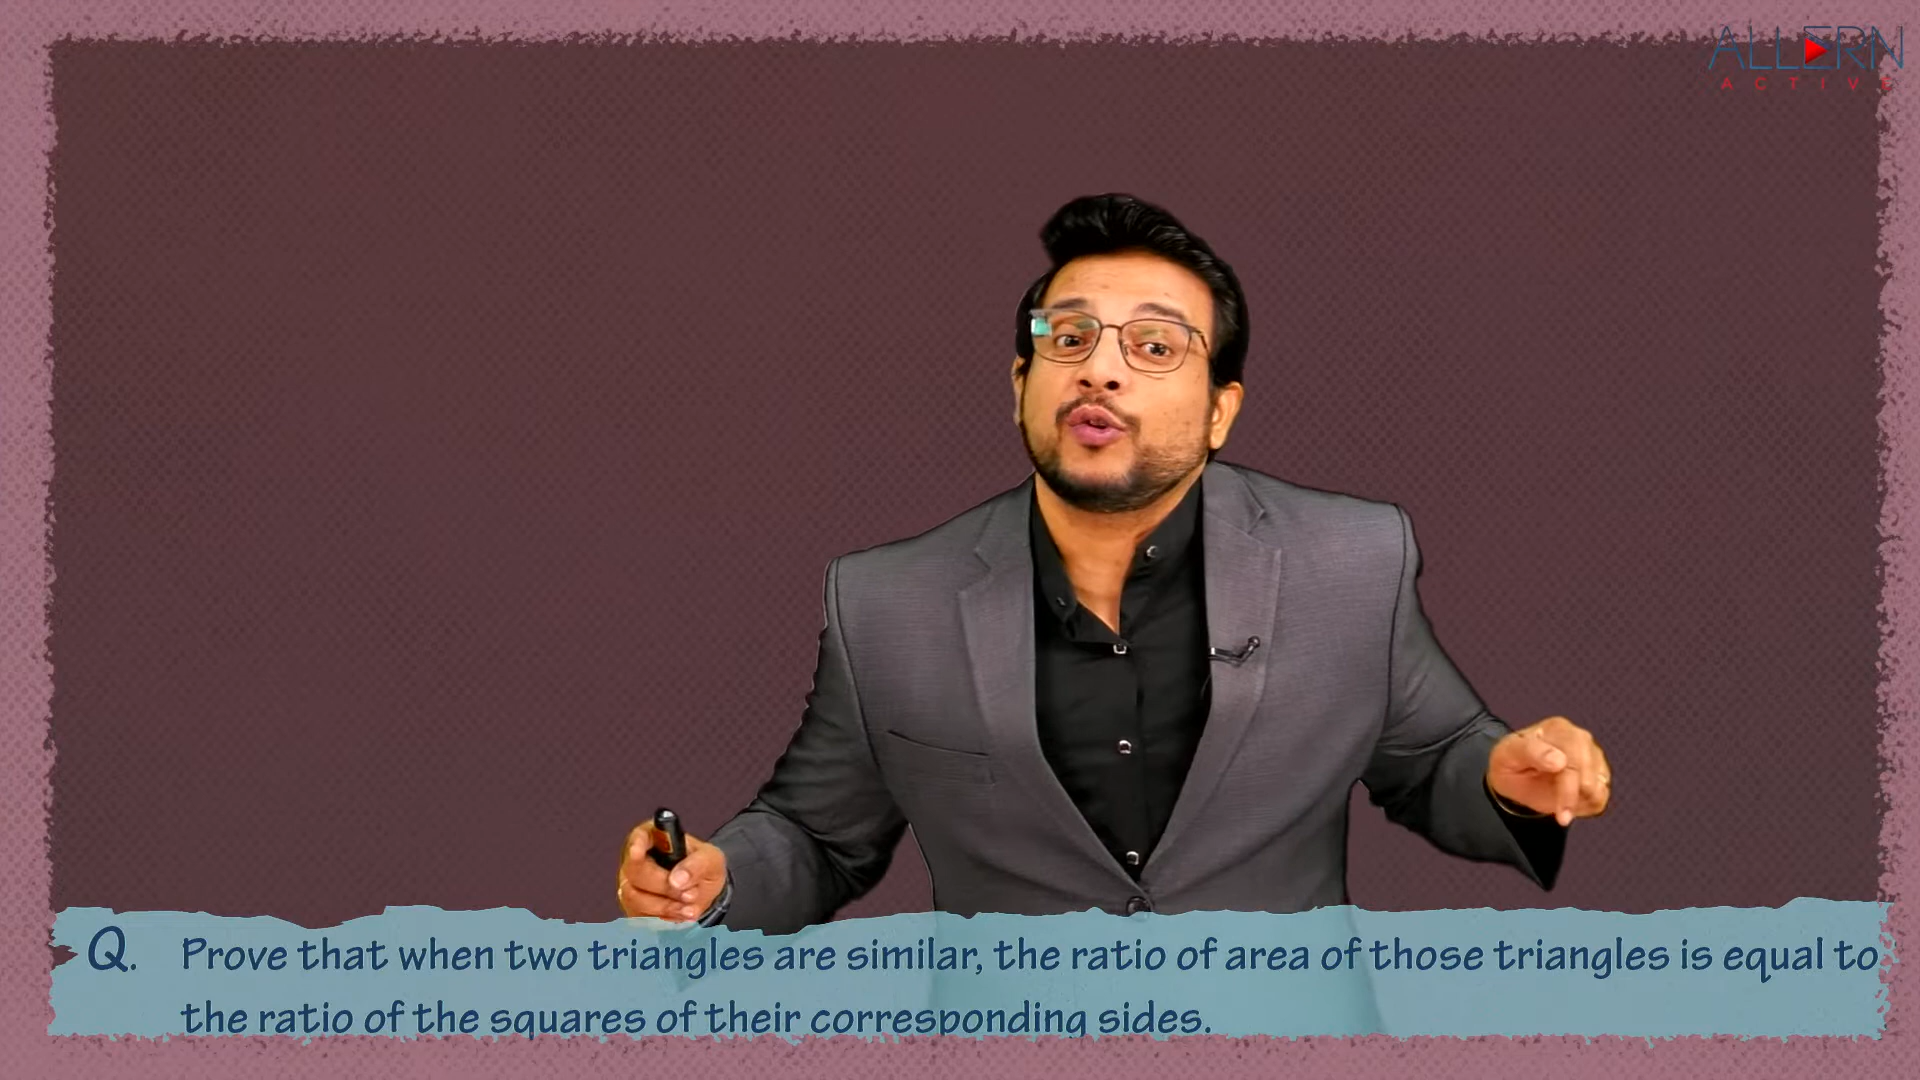 ALLERN
ACTIVE
Q. Prove that when two triangles are similar, the ratio of area of those triangles is equal to
the ratio of the squares of their corresponding sides.